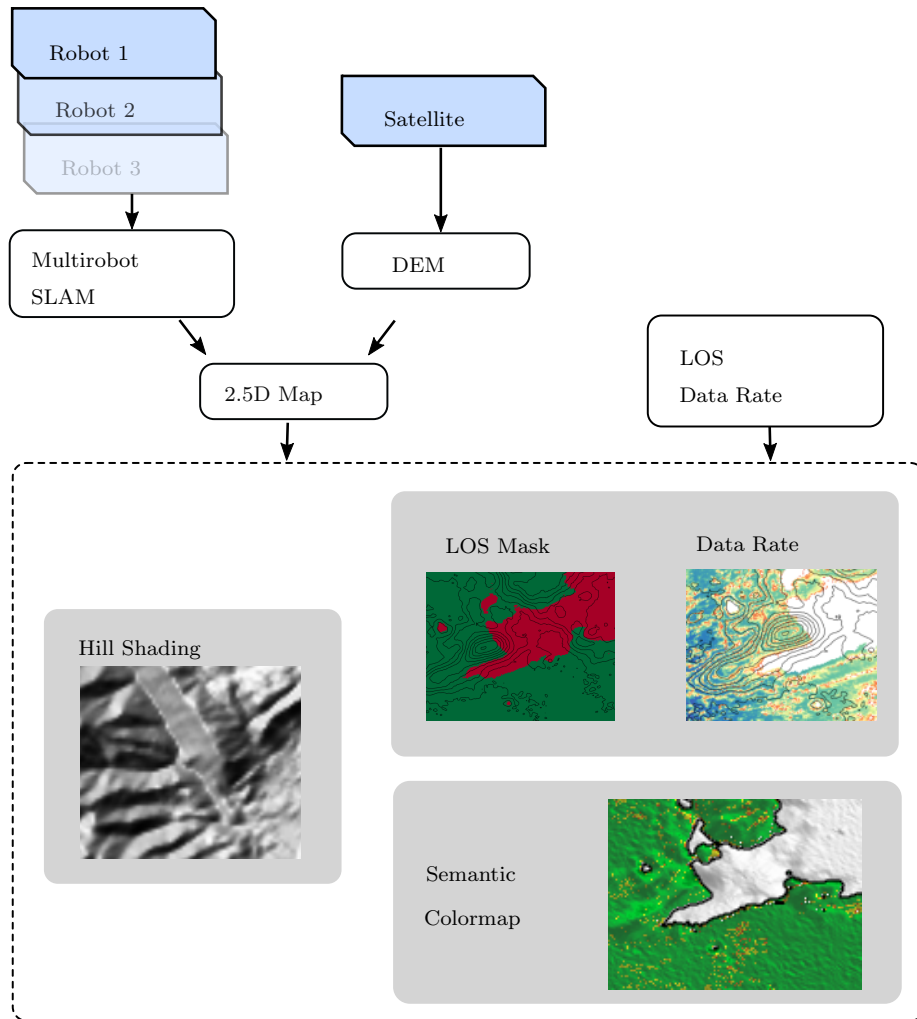 Robot 1
Robot 2
Robot 3
Satellite
Multirobot
SLAM
DEM
2.5D Map
LOS
Data Rate
LOS Mask
Data Rate
Hill Shading
Semantic
Colormap